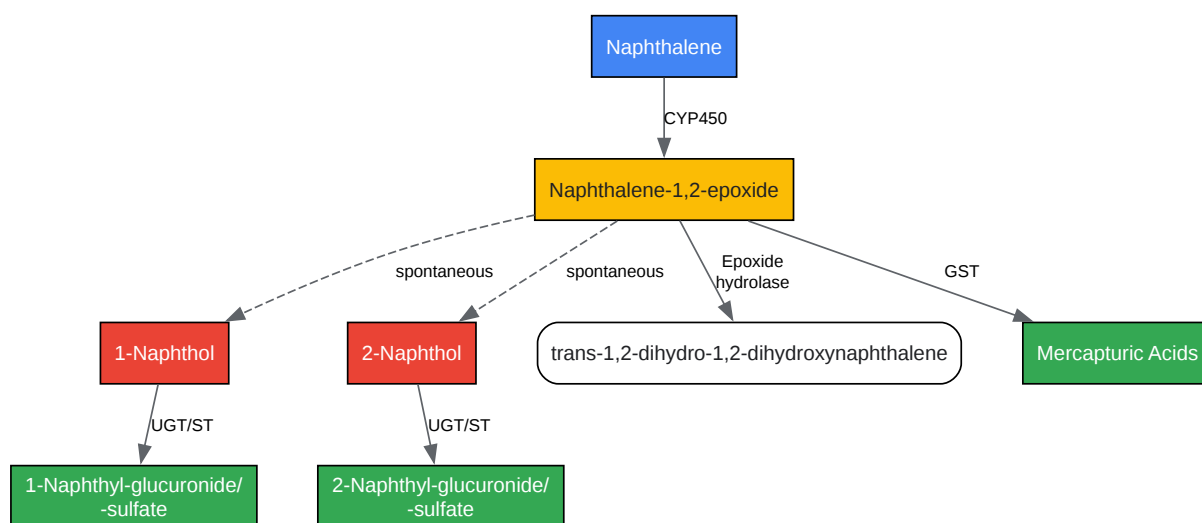 Naphthalene
CYP450
Naphthalene-1,2-epoxide
spontaneous
spontaneous
Epoxide
hydrolase
GST
1-Naphthol
2-Naphthol
trans-1,2-dihydro-1,2-dihydroxynaphthalene
Mercapturic Acids
UGT/ST
UGT/ST
1-Naphthyl-glucuronide/
-sulfate
2-Naphthyl-glucuronide/
-sulfate